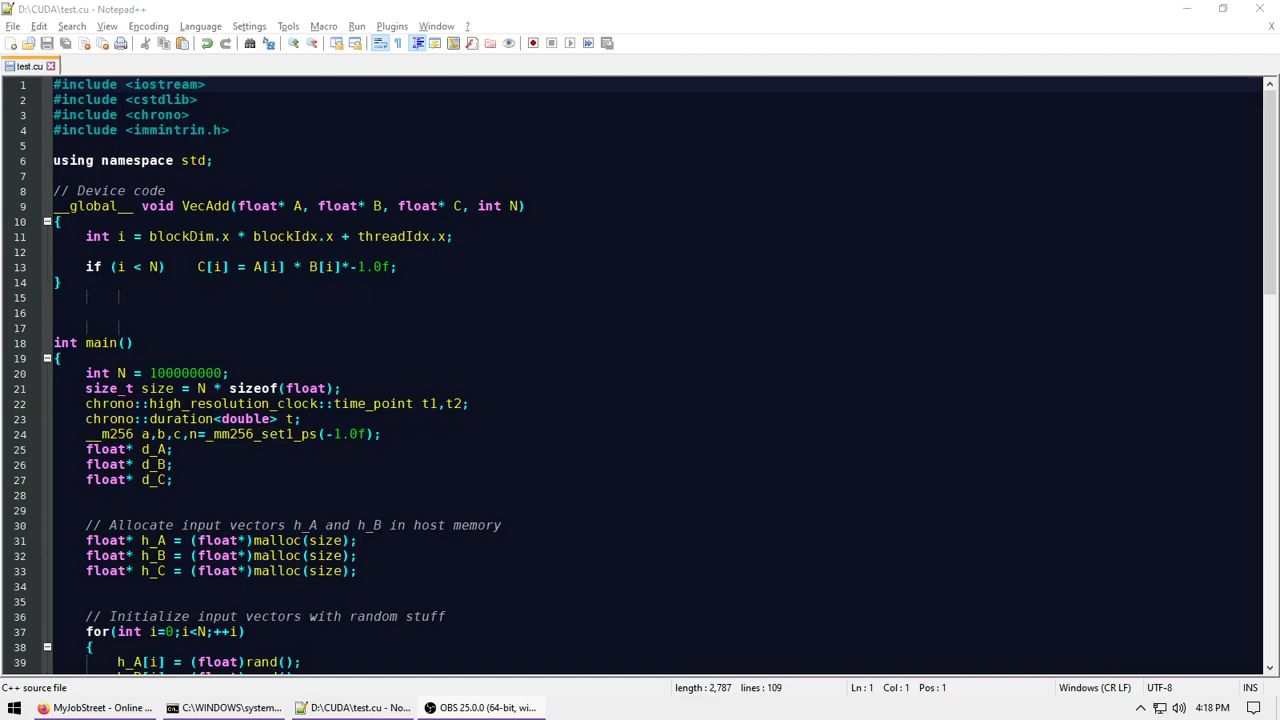 D:\CUDA\test.cu - Notepad++
File Edit Search View Encoding Language Settings Tools Macro Run Plugins Window ?
X
test.cu
1 #include <iostream>
2 #include <cstdlib>
3 #include <chrono>
4 #include <immintrin.h>
5
6 using namespace std;
7
8 // Device code
9 __global__ void VecAdd(float* A, float* B, float* C, int N)
10 {
11 int i = blockDim.x * blockIdx.x + threadIdx.x;
12
13 if (i < N) C[i] = A[i] * B[i]*-1.0f;
14 }
15
16
17
18 int main()
19 {
20 int N = 100000000;
21 size_t size = N * sizeof(float);
22 chrono::high_resolution_clock::time_point t1,t2;
23 chrono::duration<double> t;
24 __m256 a,b,c,n=_mm256_set1_ps(-1.0f);
25 float* d_A;
26 float* d_B;
27 float* d_C;
28
29
30 // Allocate input vectors h_A and h_B in host memory
31 float* h_A = (float*)malloc(size);
32 float* h_B = (float*)malloc(size);
33 float* h_C = (float*)malloc(size);
34
35
36 // Initialize input vectors with random stuff
37 for(int i=0;i<N;++i)
38 {
39 h_A[i] = (float)rand();
C++ source file length : 2,787 lines : 109 Ln : 1 Col : 1 Pos : 1 Windows (CR LF) UTF-8 INS
MyJobStreet - Online ... C:\WINDOWS\system... D:\CUDA\test.cu - No... OBS 25.0.0 (64-bit, wi... 4:18 PM